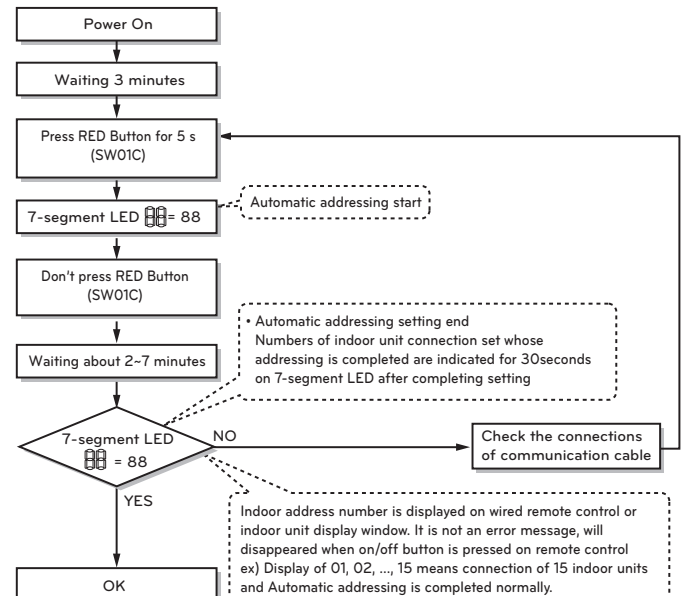 Power On
Waiting 3 minutes
Press RED Button for 5 s
(SW01C)
7-segment LED 88= 88
Automatic addressing start
Don't press RED Button
(SW01C)
• Automatic addressing setting end
Numbers of indoor unit connection set whose
addressing is completed are indicated for 30seconds
on 7-segment LED after completing setting
Waiting about 2~7 minutes
7-segment LED
88 = 88
NO
Check the connections
of communication cable
YES
Indoor address number is displayed on wired remote control or
indoor unit display window. It is not an error message, will
disappeared when on/off button is pressed on remote control
ex) Display of 01, 02, ..., 15 means connection of 15 indoor units
and Automatic addressing is completed normally.
OK